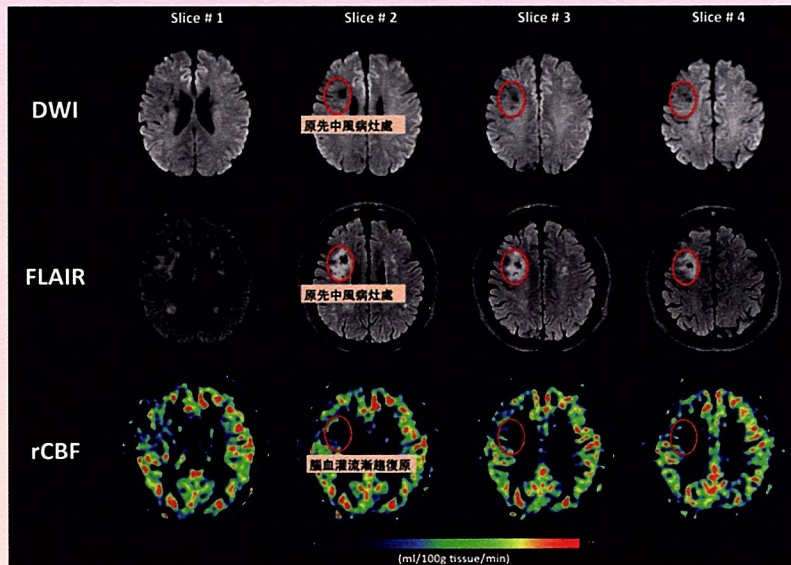 Slice # 1 Slice # 2 Slice # 3 Slice # 4
DWI
原先中風病灶處
FLAIR
原先中風病灶處
rCBF
腦血灌流漸趨復原
(ml/100g tissue/min)